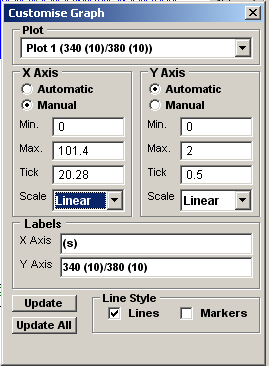 Customise Graph
Plot
Plot 1 (340 (10)/380 (10))
X Axis
Automatic
Manual
Min. 0
Max. 101.4
Tick 20.28
Scale Linear
Y Axis
Automatic
Manual
Min. 0
Max. 2
Tick 0.5
Scale Linear
Labels
X Axis (s)
Y Axis 340 (10)/380 (10)
Update
Update All
Line Style
Lines
Markers